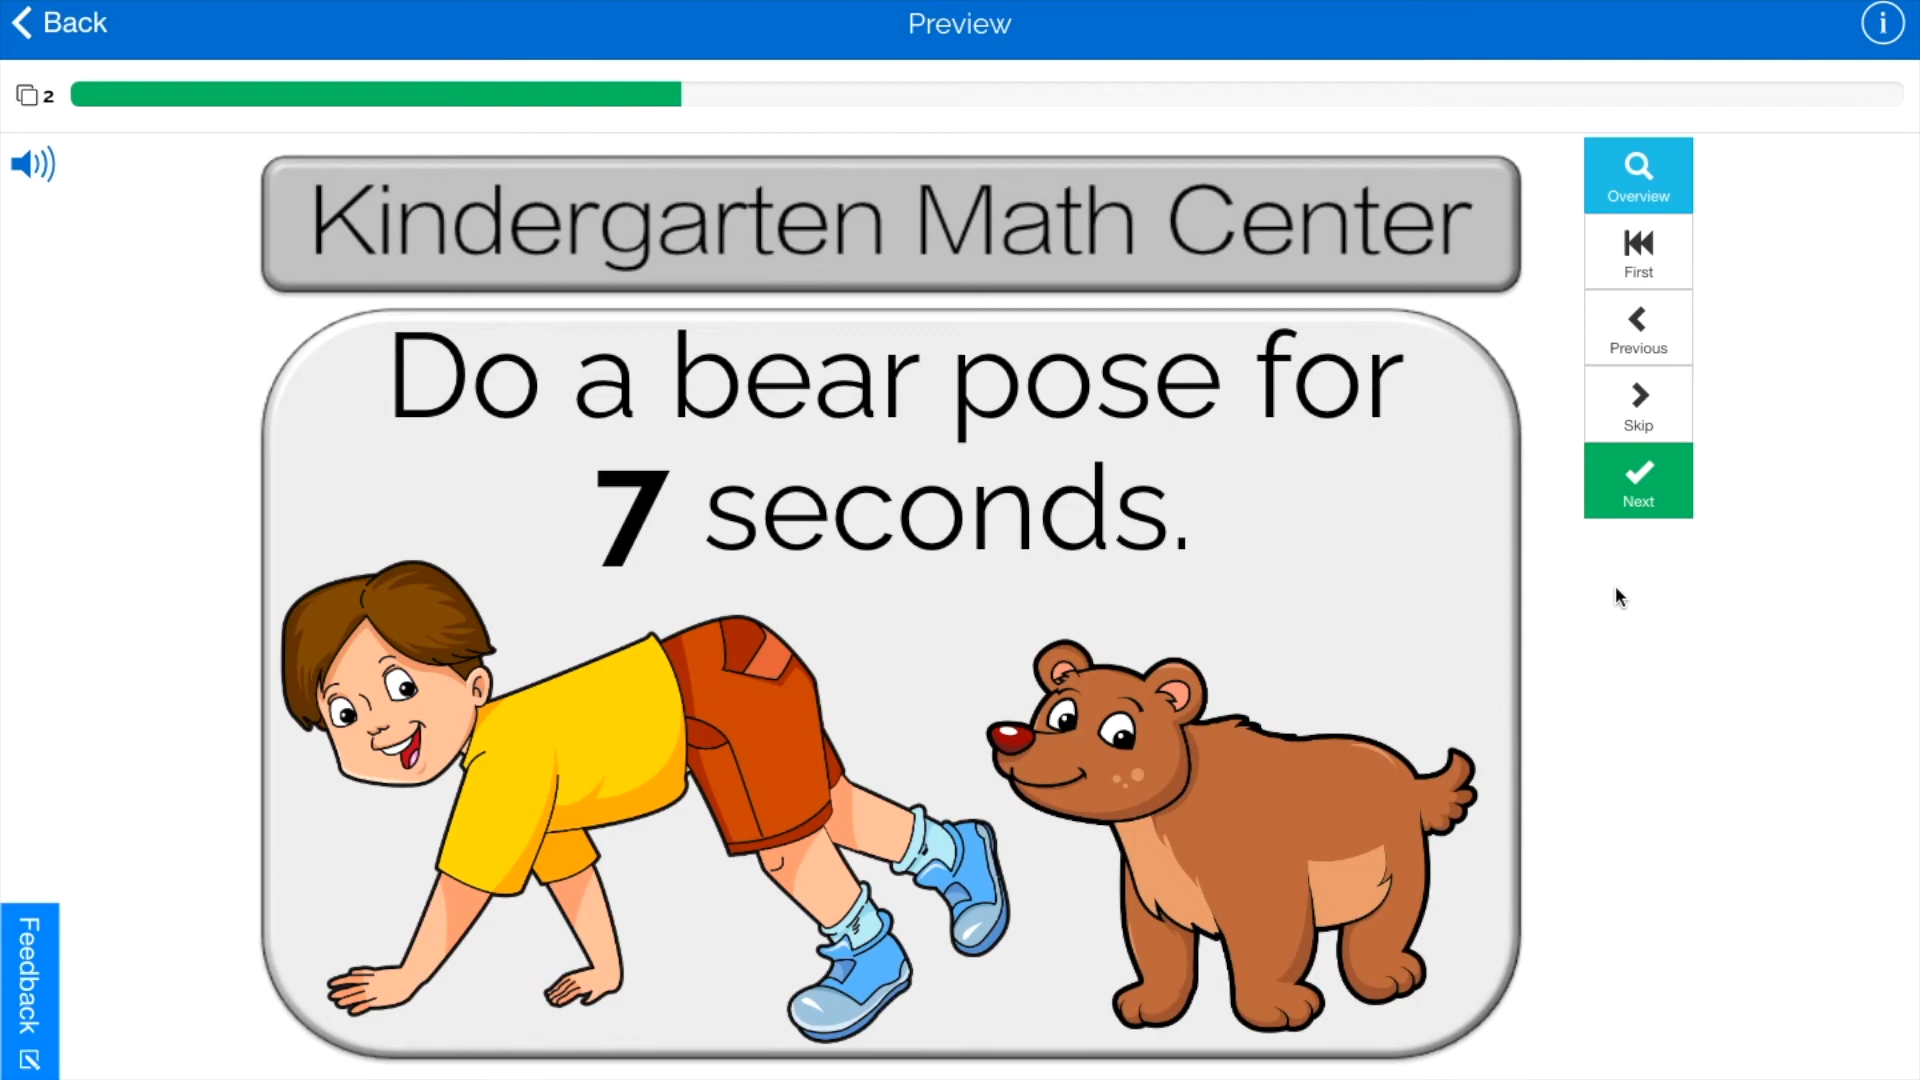 Back
Preview
i
2
Kindergarten Math Center
Overview
First
Previous
Skip
Next
Do a bear pose for
7 seconds.
Feedback